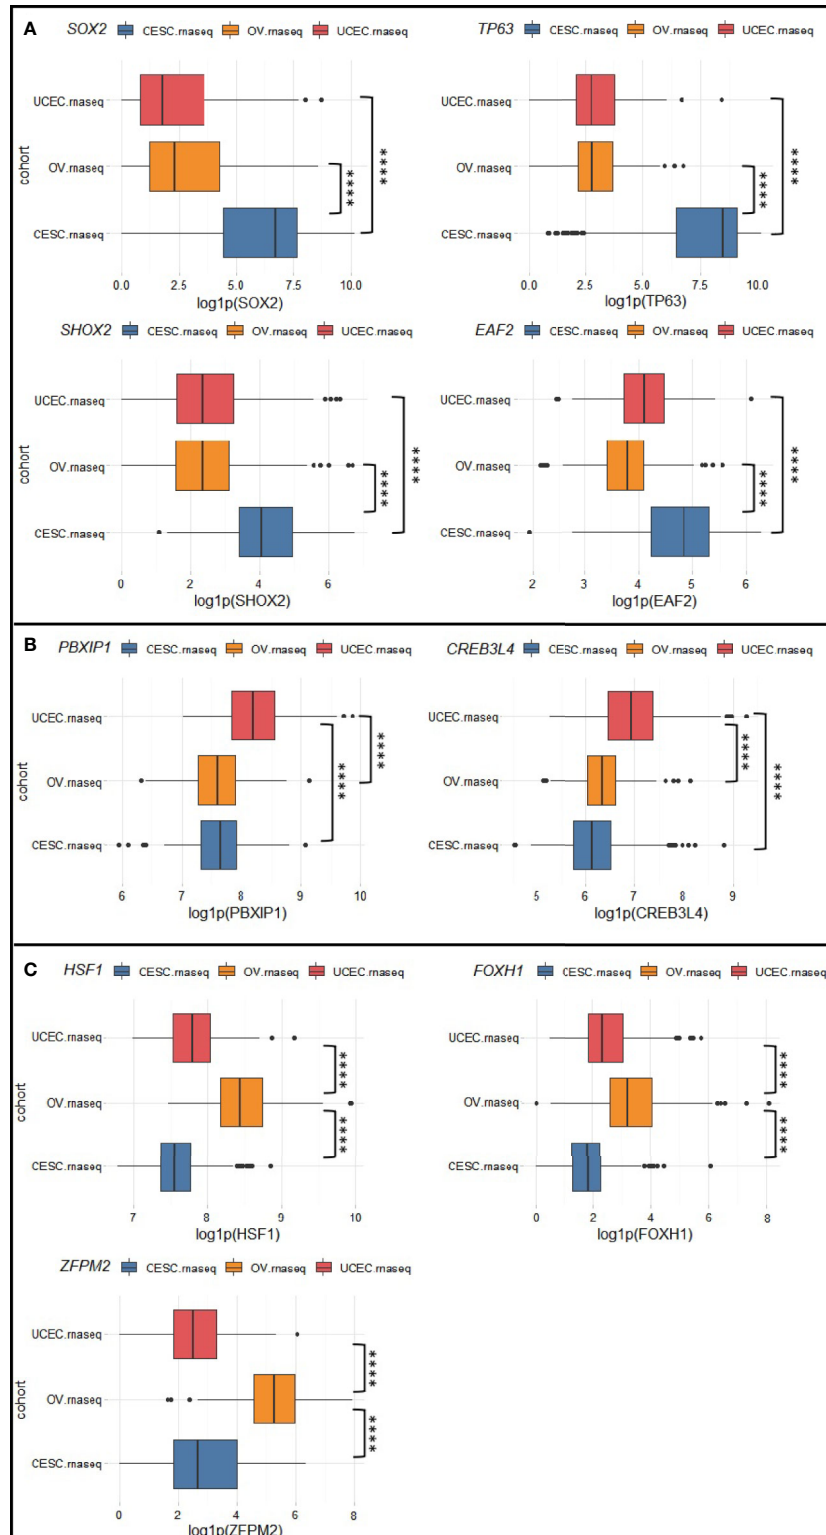 A SOX2 CESC.rnaseq OV.rnaseq UCEC.rnaseq
UCEC.rnaseq
OV.rnaseq
CESC.rnaseq
cohort
****
****
0.0 2.5 5.0 7.5 10.0
log1p(SOX2)
TP63 CESC.rnaseq OV.rnaseq UCEC.rnaseq
UCEC.rnaseq
OV.rnaseq
CESC.rnaseq
****
****
0.0 2.5 5.0 7.5 10.0
log1p(TP63)
SHOX2 CESC.rnaseq OV.rnaseq UCEC.rnaseq
UCEC.rnaseq
OV.rnaseq
CESC.rnaseq
cohort
****
****
0 2 4 6
log1p(SHOX2)
EAF2 CESC.rnaseq OV.rnaseq UCEC.rnaseq
UCEC.rnaseq
OV.rnaseq
CESC.rnaseq
****
****
2 3 4 5 6
log1p(EAF2)
B PBXIP1 CESC.rnaseq OV.rnaseq UCEC.rnaseq
UCEC.rnaseq
OV.rnaseq
CESC.rnaseq
cohort
****
****
6 7 8 9 10
log1p(PBXIP1)
CREB3L4 CESC.rnaseq OV.rnaseq UCEC.rnaseq
UCEC.rnaseq
OV.rnaseq
CESC.rnaseq
****
****
5 6 7 8 9
log1p(CREB3L4)
C HSF1 CESC.rnaseq OV.rnaseq UCEC.rnaseq
UCEC.rnaseq
OV.rnaseq
CESC.rnaseq
cohort
****
****
7 8 9 10
log1p(HSF1)
FOXH1 CESC.rnaseq OV.rnaseq UCEC.rnaseq
UCEC.rnaseq
OV.rnaseq
CESC.rnaseq
****
****
0 2 4 6 8
log1p(FOXH1)
ZFPM2 CESC.rnaseq OV.rnaseq UCEC.rnaseq
UCEC.rnaseq
OV.rnaseq
CESC.rnaseq
cohort
****
****
0 2 4 6 8
log1p(ZFPM2)